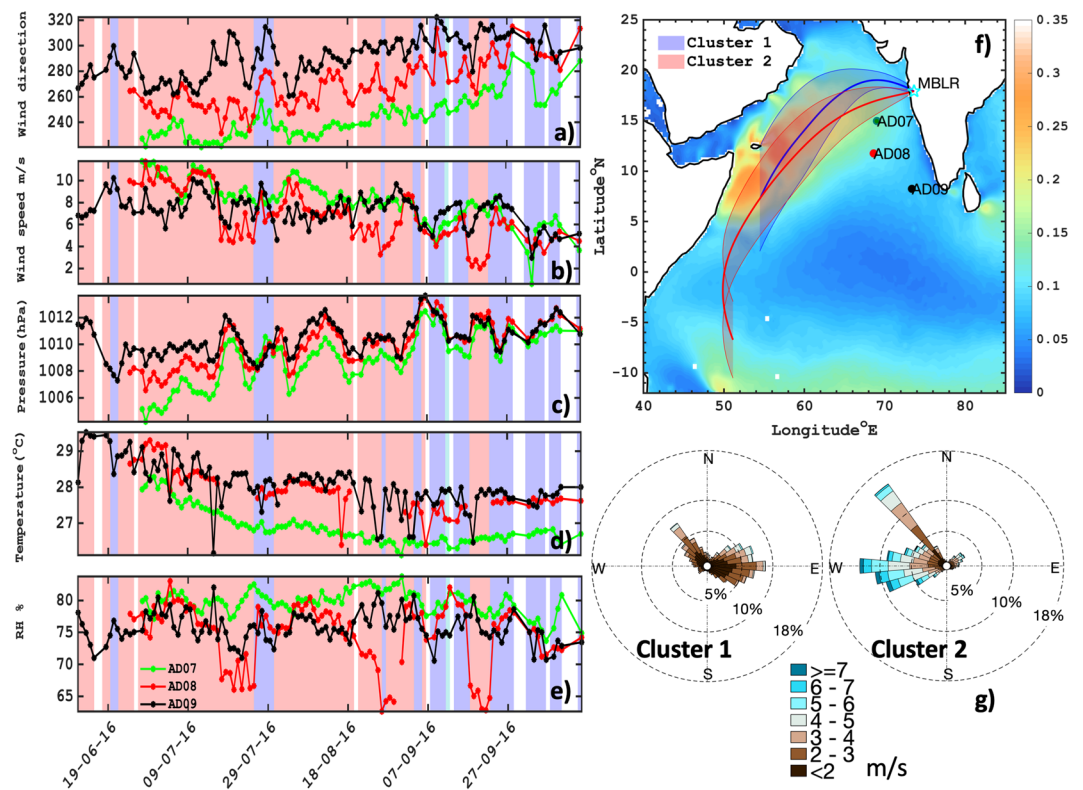 Wind direction
320
300
280
260
240
a)
Wind speed m/s
10
8
6
4
2
b)
Pressure(hPa)
1012
1010
1008
1006
c)
Temperature(°C)
29
28
27
d)
RH %
80
75
70
65
AD07
AD08
AD09
e)
19-06-16
09-07-16
29-07-16
18-08-16
07-09-16
27-09-16
Latitude°N
25
20
15
10
5
0
-5
-10
Cluster 1
Cluster 2
f)
MBLR
AD07
AD08
AD09
40
50
60
70
80
Longitude°E
0.35
0.3
0.25
0.2
0.15
0.1
0.05
0
N
W
E
S
5%
10%
18%
Cluster 1
N
W
E
S
5%
10%
18%
Cluster 2
g)
>=7
6 - 7
5 - 6
4 - 5
3 - 4
2 - 3
<2
m/s